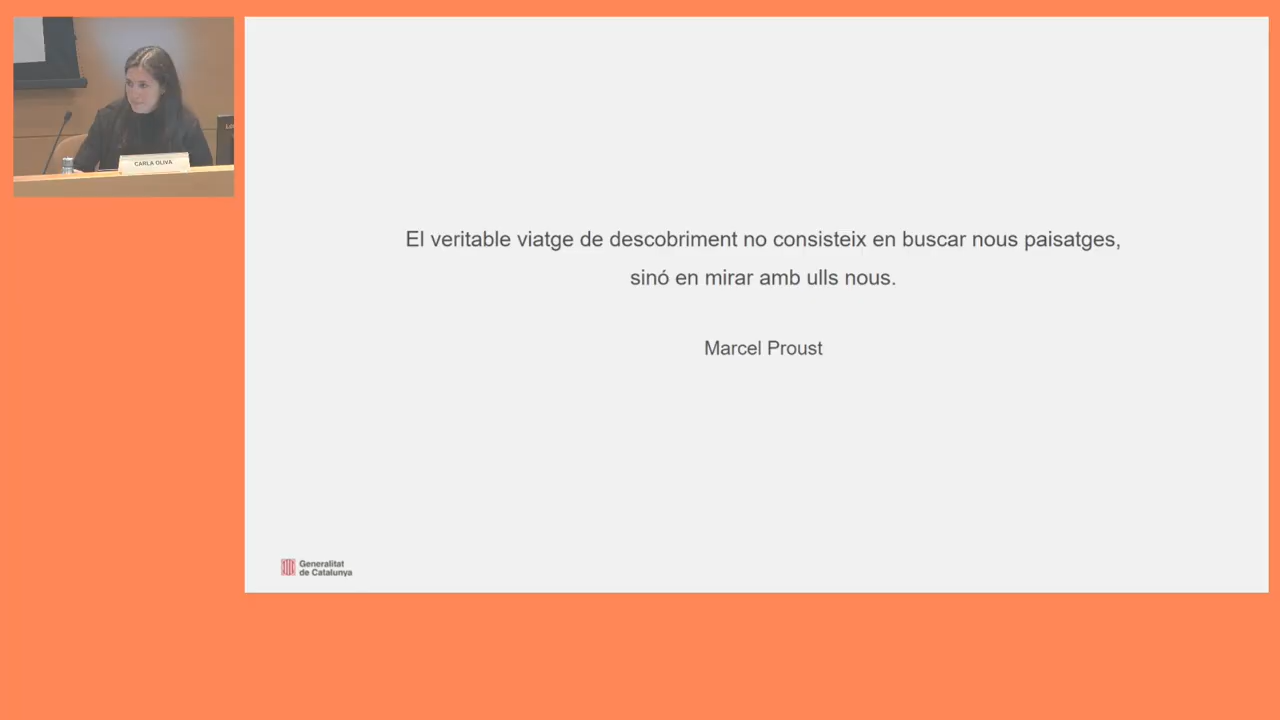 CARLA OLIVA
El veritable viatge de descobriment no consisteix en buscar nous paisatges,
sinó en mirar amb ulls nous.
Marcel Proust
Generalitat
de Catalunya